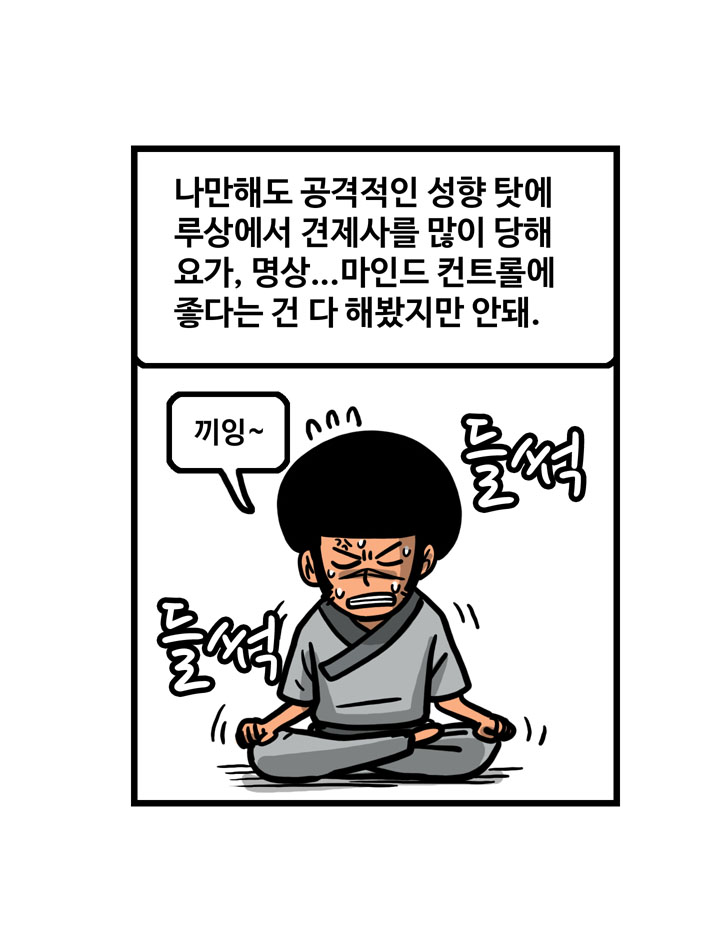 나만해도 공격적인 성향 탓에
루상에서 견제사를 많이 당해
요가, 명상...마인드 컨트롤에
좋다는 건 다 해봤지만 안돼.
끼잉~
들썩
들썩